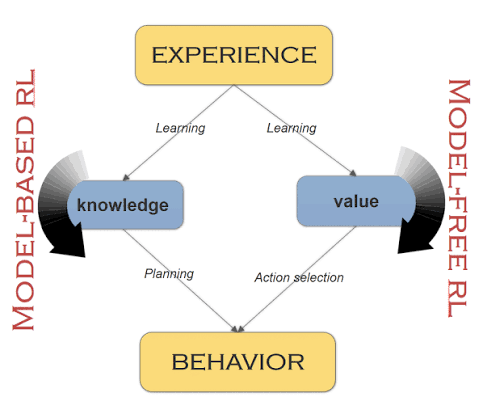 EXPERIENCE
MODEL-BASED RL
MODEL-FREE RL
Learning
Learning
knowledge
value
Planning
Action selection
BEHAVIOR